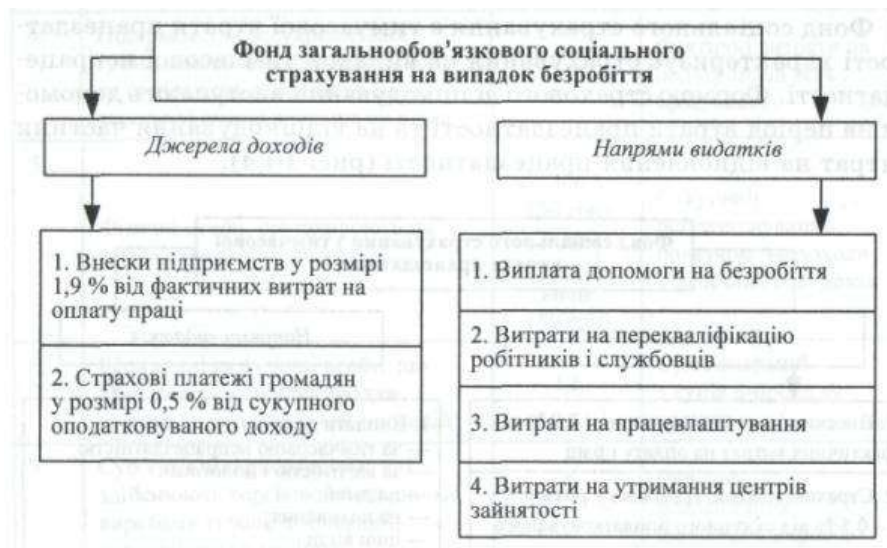 Фонд загальнообов’язкового соціального
страхування на випадок безробіття
Джерела доходів
Напрями видатків
1. Внески підприємств у розмірі
1,9 % від фактичних витрат на
оплату праці
2. Страхові платежі громадян
у розмірі 0,5 % від сукупного
оподатковуваного доходу
1. Виплата допомоги на безробіття
2. Витрати на перекваліфікацію
робітників і службовців
3. Витрати на працевлаштування
4. Витрати на утримання центрів
зайнятості